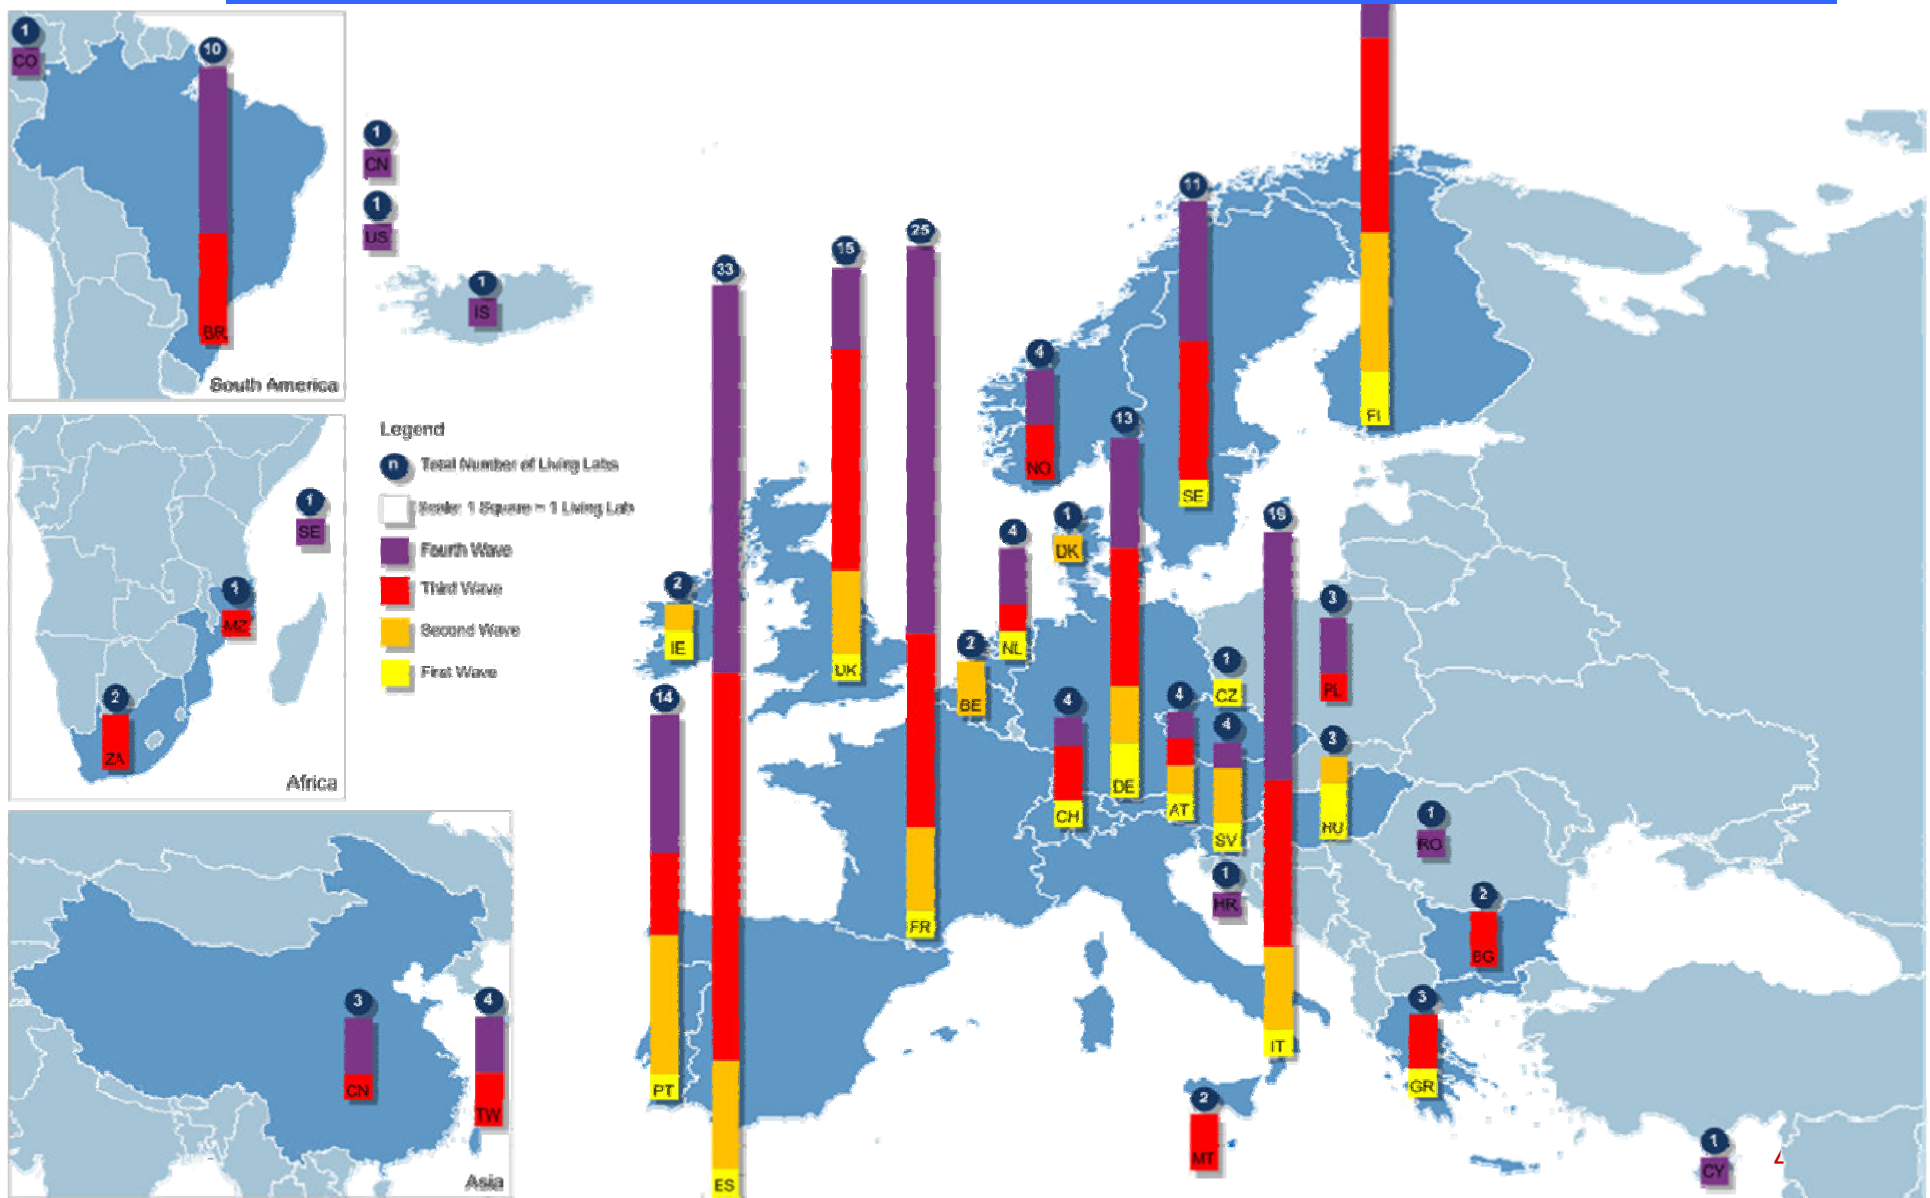 1
CO
10
BR
South America
1
CN
1
US
1
IS
Legend
n Total Number of Living Labs
Scale: 1 Square = 1 Living Lab
Fourth Wave
Third Wave
Second Wave
First Wave
1
SE
1
MZ
2
ZA
Africa
3
CN
4
TW
Asia
33
ES
15
UK
25
FR
2
IE
14
PT
4
NO
11
SE
FI
13
DE
1
DK
4
NL
2
BE
4
CH
4
AT
1
CZ
4
SV
1
HR
19
IT
3
PL
3
HU
1
RO
2
BG
3
GR
2
MT
1
CY